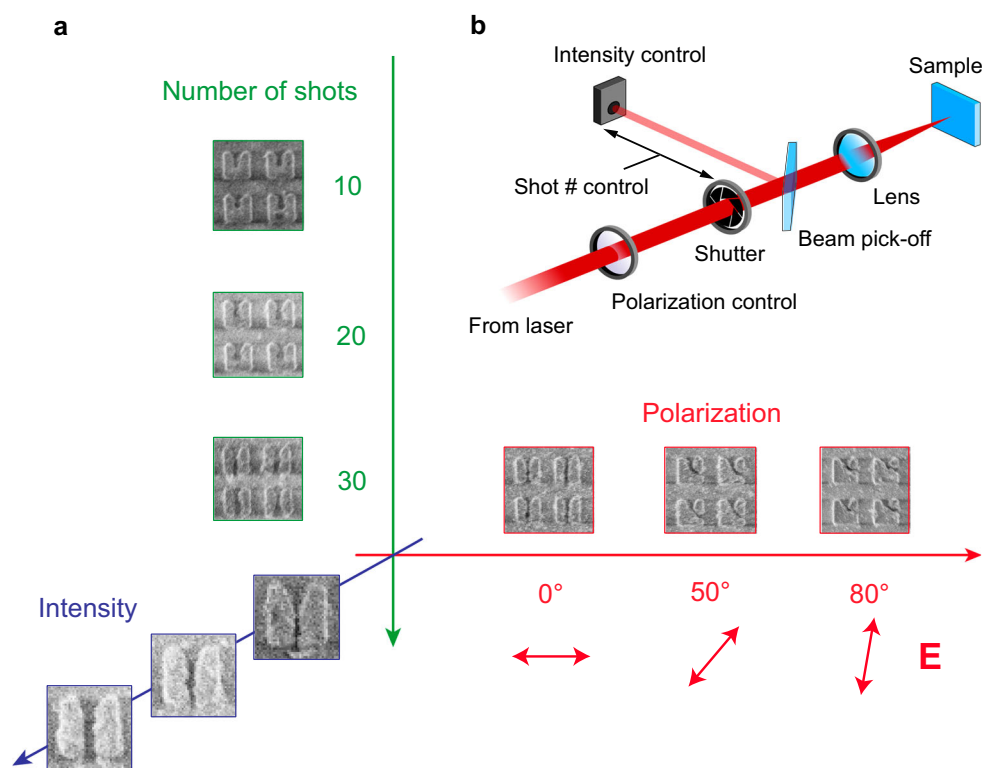 a
Number of shots
10
20
30
Intensity
b
Intensity control
Sample
Shot # control
Lens
Shutter
Beam pick-off
Polarization control
From laser
Polarization
0°
50°
80°
E